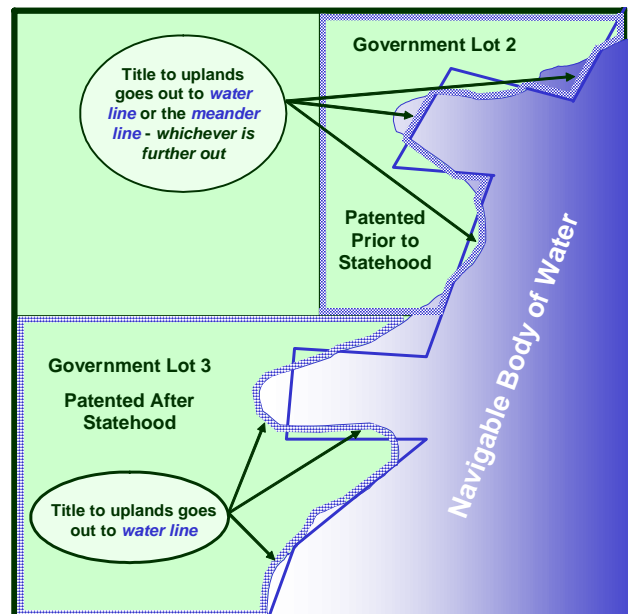 Government Lot 2
Title to uplands
goes out to water
line or the meander
line - whichever is
further out
Patented
Prior to
Statehood
Navigable Body of Water
Government Lot 3
Patented After
Statehood
Title to uplands goes
out to water line